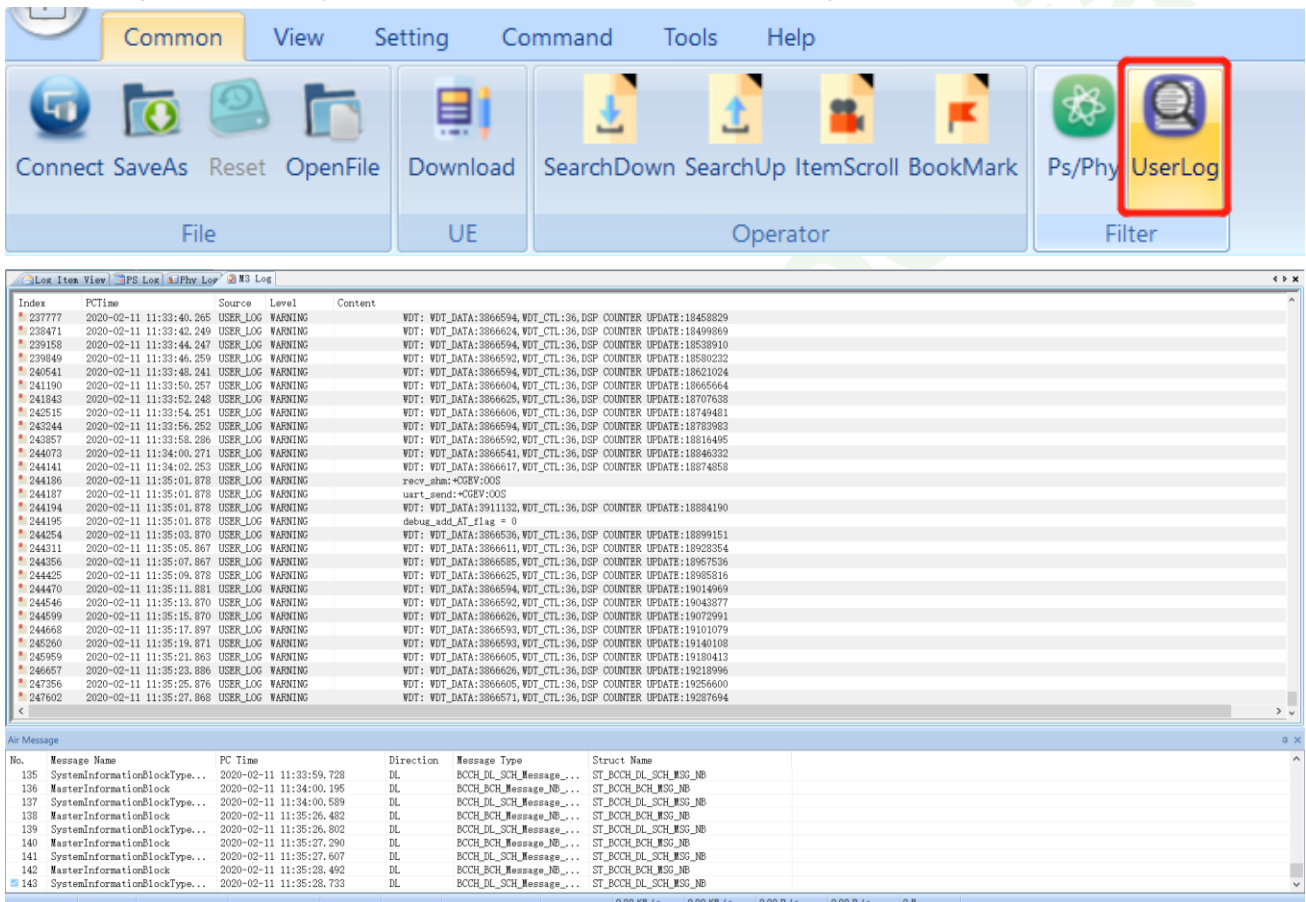 Common View Setting Command Tools Help
Connect SaveAs Reset OpenFile Download SearchDown SearchUp ItemScroll BookMark Ps/Phy UserLog
File UE Operator Filter
Log Item View PS Log Phy Log M3 Log
Index PCTime Source Level Content
237777 2020-02-11 11:33:40.265 USER_LOG WARNING WDT: WDT_DATA:3866594,WDT_CTL:36,DSP COUNTER UPDATE:18458829
238471 2020-02-11 11:33:42.249 USER_LOG WARNING WDT: WDT_DATA:3866624,WDT_CTL:36,DSP COUNTER UPDATE:18499869
239158 2020-02-11 11:33:44.247 USER_LOG WARNING WDT: WDT_DATA:3866594,WDT_CTL:36,DSP COUNTER UPDATE:18538910
239849 2020-02-11 11:33:46.259 USER_LOG WARNING WDT: WDT_DATA:3866592,WDT_CTL:36,DSP COUNTER UPDATE:18580232
240541 2020-02-11 11:33:48.241 USER_LOG WARNING WDT: WDT_DATA:3866594,WDT_CTL:36,DSP COUNTER UPDATE:18621024
241190 2020-02-11 11:33:50.257 USER_LOG WARNING WDT: WDT_DATA:3866604,WDT_CTL:36,DSP COUNTER UPDATE:18665664
241843 2020-02-11 11:33:52.248 USER_LOG WARNING WDT: WDT_DATA:3866625,WDT_CTL:36,DSP COUNTER UPDATE:18707638
242515 2020-02-11 11:33:54.251 USER_LOG WARNING WDT: WDT_DATA:3866606,WDT_CTL:36,DSP COUNTER UPDATE:18749481
243244 2020-02-11 11:33:56.252 USER_LOG WARNING WDT: WDT_DATA:3866594,WDT_CTL:36,DSP COUNTER UPDATE:18783983
243857 2020-02-11 11:33:58.286 USER_LOG WARNING WDT: WDT_DATA:3866592,WDT_CTL:36,DSP COUNTER UPDATE:18816495
244073 2020-02-11 11:34:00.271 USER_LOG WARNING WDT: WDT_DATA:3866541,WDT_CTL:36,DSP COUNTER UPDATE:18846332
244141 2020-02-11 11:34:02.253 USER_LOG WARNING WDT: WDT_DATA:3866617,WDT_CTL:36,DSP COUNTER UPDATE:18874858
244186 2020-02-11 11:35:01.878 USER_LOG WARNING recv_shm:+CGEV:OOS
244187 2020-02-11 11:35:01.878 USER_LOG WARNING uart_send:+CGEV:OOS
244194 2020-02-11 11:35:01.878 USER_LOG WARNING WDT: WDT_DATA:3911132,WDT_CTL:36,DSP COUNTER UPDATE:18884190
244195 2020-02-11 11:35:01.878 USER_LOG WARNING debug_add_AT_flag = 0
244254 2020-02-11 11:35:03.870 USER_LOG WARNING WDT: WDT_DATA:3866536,WDT_CTL:36,DSP COUNTER UPDATE:18899151
244311 2020-02-11 11:35:05.867 USER_LOG WARNING WDT: WDT_DATA:3866611,WDT_CTL:36,DSP COUNTER UPDATE:18928354
244356 2020-02-11 11:35:07.867 USER_LOG WARNING WDT: WDT_DATA:3866585,WDT_CTL:36,DSP COUNTER UPDATE:18957536
244425 2020-02-11 11:35:09.878 USER_LOG WARNING WDT: WDT_DATA:3866625,WDT_CTL:36,DSP COUNTER UPDATE:18985816
244470 2020-02-11 11:35:11.881 USER_LOG WARNING WDT: WDT_DATA:3866594,WDT_CTL:36,DSP COUNTER UPDATE:19014969
244546 2020-02-11 11:35:13.870 USER_LOG WARNING WDT: WDT_DATA:3866592,WDT_CTL:36,DSP COUNTER UPDATE:19043877
244599 2020-02-11 11:35:15.870 USER_LOG WARNING WDT: WDT_DATA:3866626,WDT_CTL:36,DSP COUNTER UPDATE:19072991
244668 2020-02-11 11:35:17.897 USER_LOG WARNING WDT: WDT_DATA:3866593,WDT_CTL:36,DSP COUNTER UPDATE:19101079
245260 2020-02-11 11:35:19.871 USER_LOG WARNING WDT: WDT_DATA:3866593,WDT_CTL:36,DSP COUNTER UPDATE:19140108
245959 2020-02-11 11:35:21.863 USER_LOG WARNING WDT: WDT_DATA:3866605,WDT_CTL:36,DSP COUNTER UPDATE:19180413
246657 2020-02-11 11:35:23.886 USER_LOG WARNING WDT: WDT_DATA:3866626,WDT_CTL:36,DSP COUNTER UPDATE:19218996
247356 2020-02-11 11:35:25.876 USER_LOG WARNING WDT: WDT_DATA:3866605,WDT_CTL:36,DSP COUNTER UPDATE:19256600
247602 2020-02-11 11:35:27.868 USER_LOG WARNING WDT: WDT_DATA:3866571,WDT_CTL:36,DSP COUNTER UPDATE:19287694
Air Message
No. Message Name PC Time Direction Message Type Struct Name
135 SystemInformationBlockType... 2020-02-11 11:33:59.728 DL BCCH_DL_SCH_Message_... ST_BCCH_DL_SCH_MSG_NB
136 MasterInformationBlock 2020-02-11 11:34:00.195 DL BCCH_BCH_Message_NB_... ST_BCCH_BCH_MSG_NB
137 SystemInformationBlockType... 2020-02-11 11:34:00.589 DL BCCH_DL_SCH_Message_... ST_BCCH_DL_SCH_MSG_NB
138 MasterInformationBlock 2020-02-11 11:35:26.482 DL BCCH_BCH_Message_NB_... ST_BCCH_BCH_MSG_NB
139 SystemInformationBlockType... 2020-02-11 11:35:26.802 DL BCCH_DL_SCH_Message_... ST_BCCH_DL_SCH_MSG_NB
140 MasterInformationBlock 2020-02-11 11:35:27.290 DL BCCH_BCH_Message_NB_... ST_BCCH_BCH_MSG_NB
141 SystemInformationBlockType... 2020-02-11 11:35:27.607 DL BCCH_DL_SCH_Message_... ST_BCCH_DL_SCH_MSG_NB
142 MasterInformationBlock 2020-02-11 11:35:28.492 DL BCCH_BCH_Message_NB_... ST_BCCH_BCH_MSG_NB
143 SystemInformationBlockType... 2020-02-11 11:35:28.733 DL BCCH_DL_SCH_Message_... ST_BCCH_DL_SCH_MSG_NB